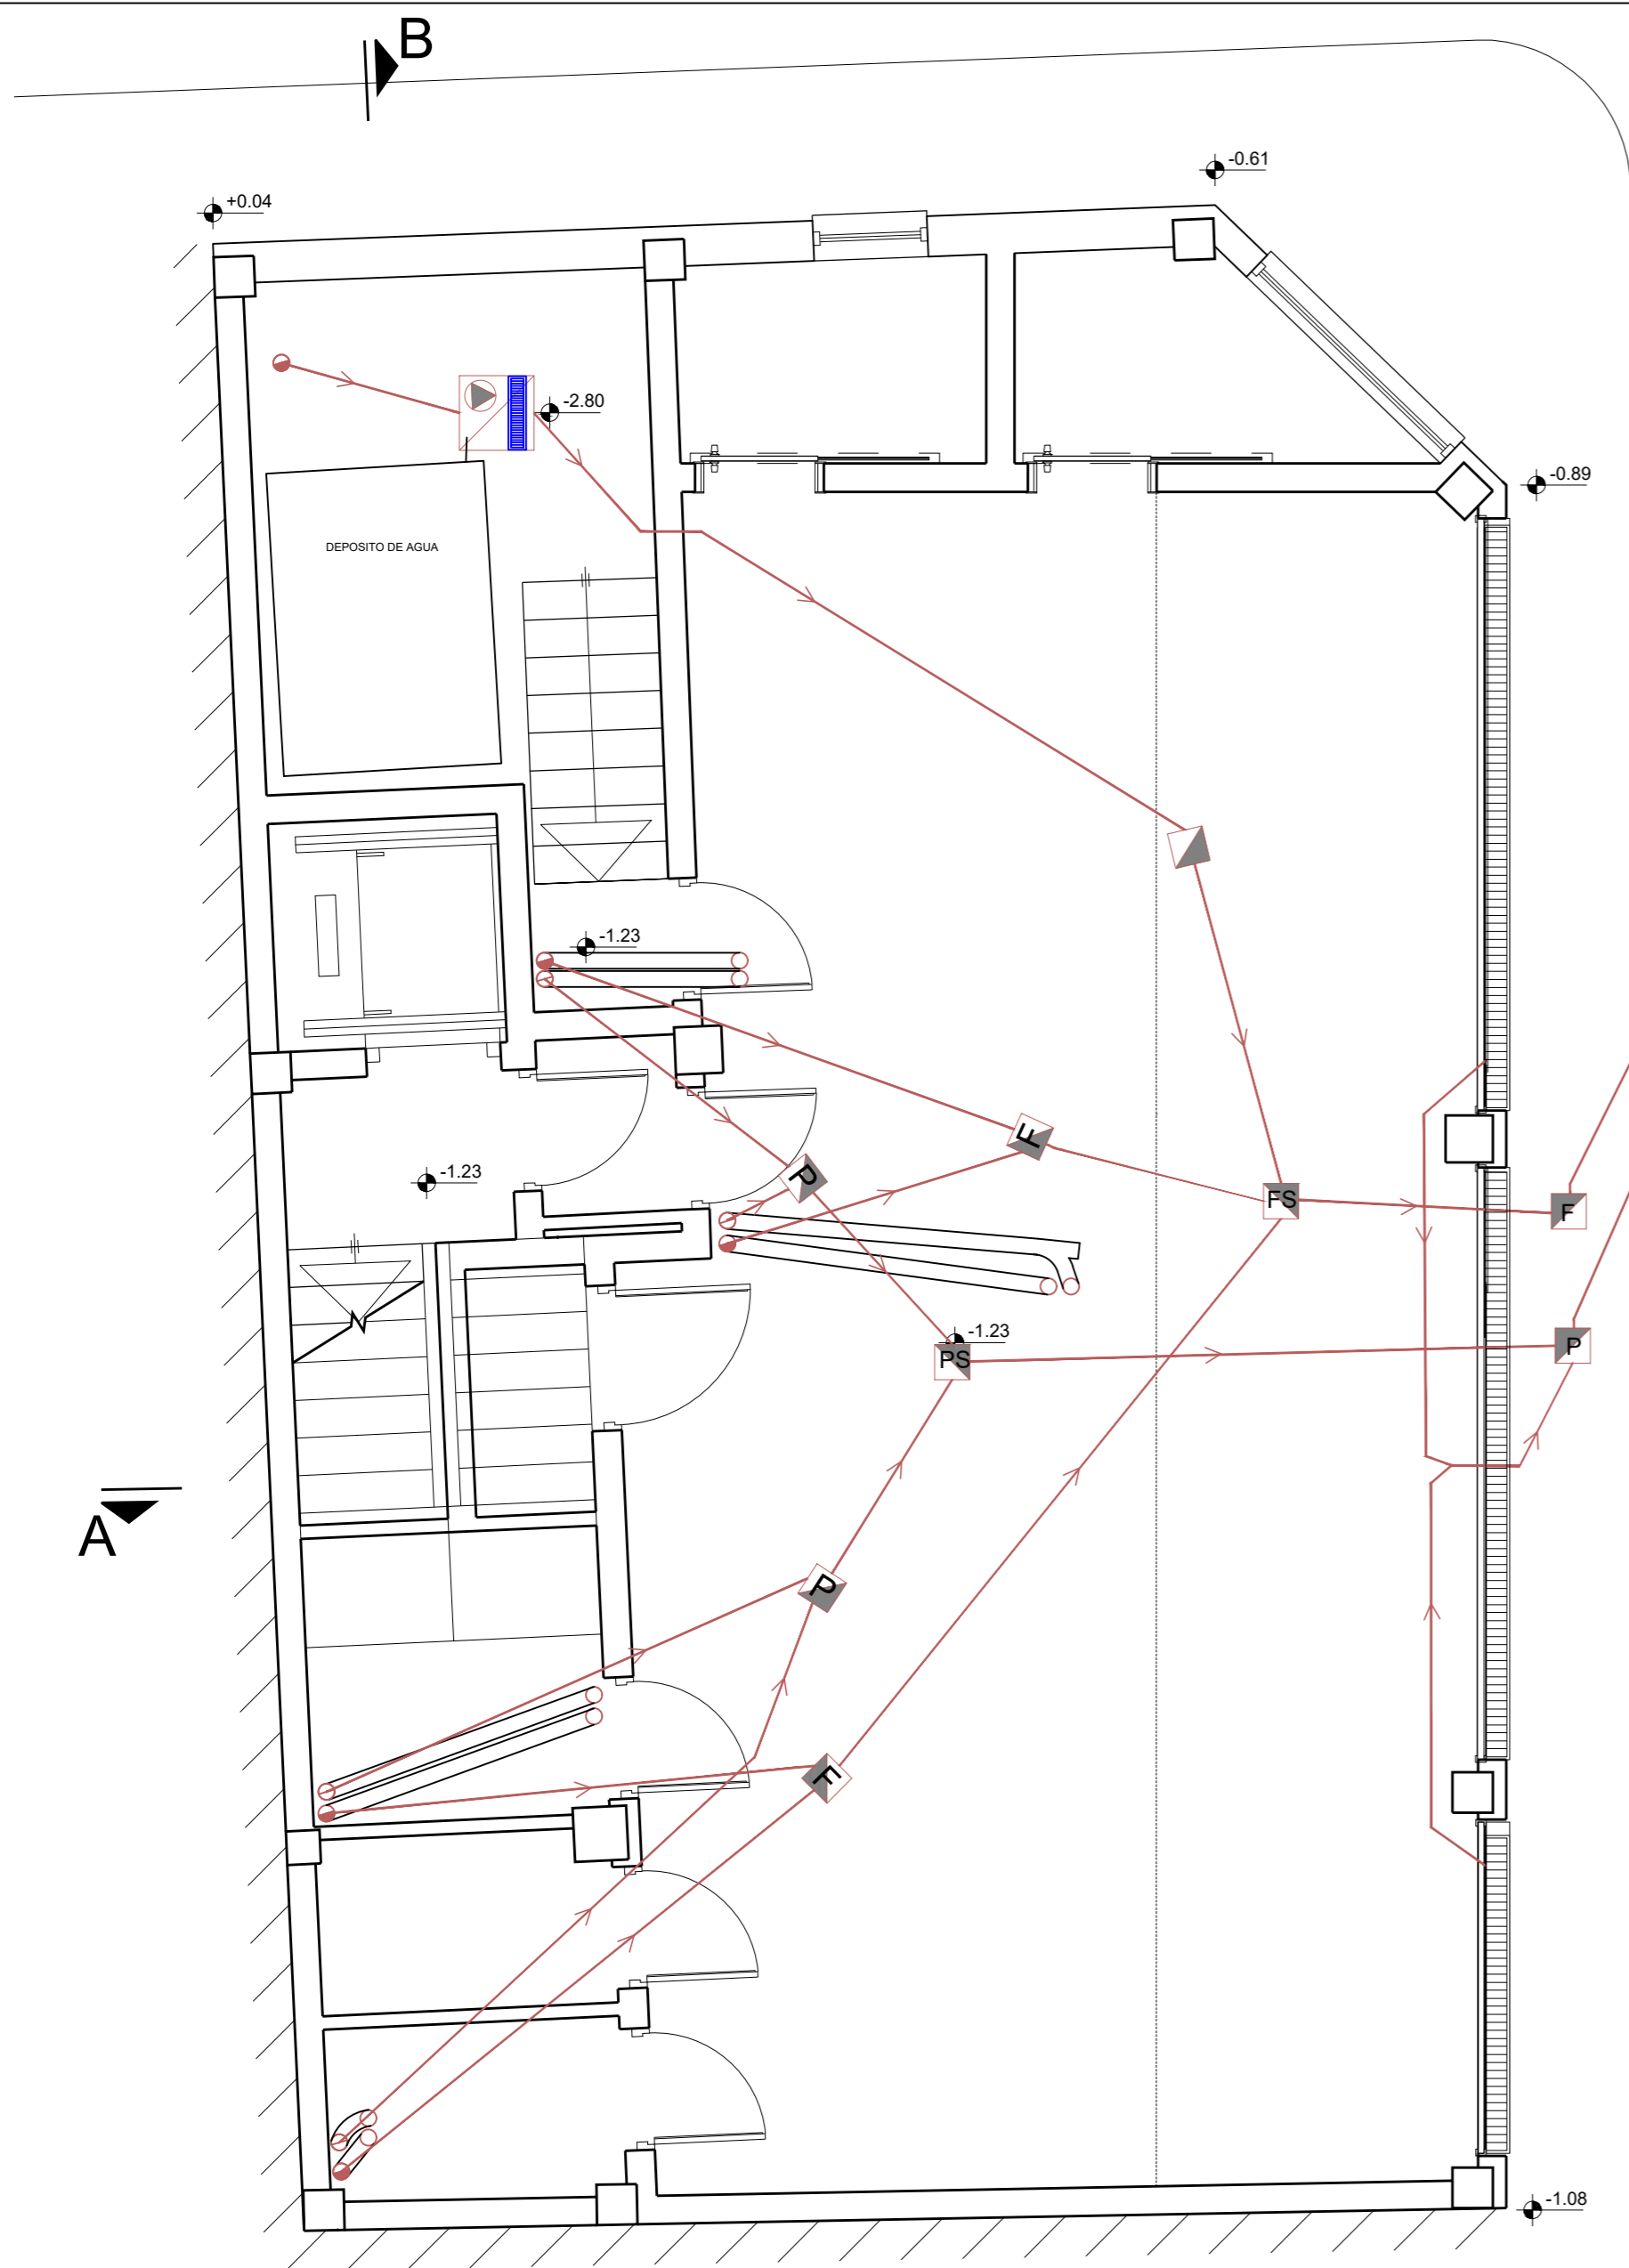 B
-0.61
+0.04
-2.80
-0.89
DEPOSITO DE AGUA
-1.23
F
-1.23
P
FS
F
-1.23
PS
P
A
P
F
-1.08